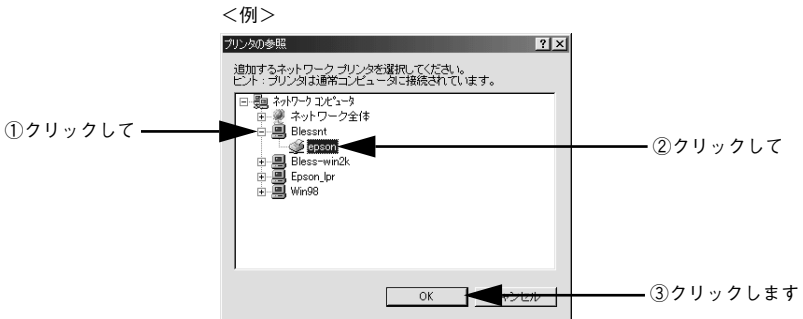 ＜例＞
プリンタの参照
追加するネットワーク プリンタを選択してください。
ヒント：プリンタは通常コンピュータに接続されています。
ネットワーク コンピュータ
ネットワーク全体
①クリックして
Blessnt
epson
②クリックして
Bless-win2k
Epson_lpr
Win98
OK
③クリックします